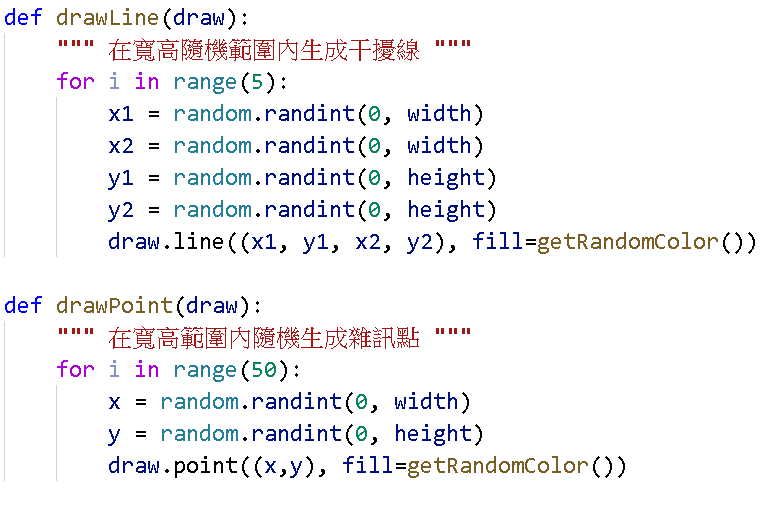 def drawLine(draw):
    """ 在寬高隨機範圍內生成干擾線 """
    for i in range(5):
        x1 = random.randint(0, width)
        x2 = random.randint(0, width)
        y1 = random.randint(0, height)
        y2 = random.randint(0, height)
        draw.line((x1, y1, x2, y2), fill=getRandomColor())

def drawPoint(draw):
    """ 在寬高範圍內隨機生成雜訊點 """
    for i in range(50):
        x = random.randint(0, width)
        y = random.randint(0, height)
        draw.point((x,y), fill=getRandomColor())